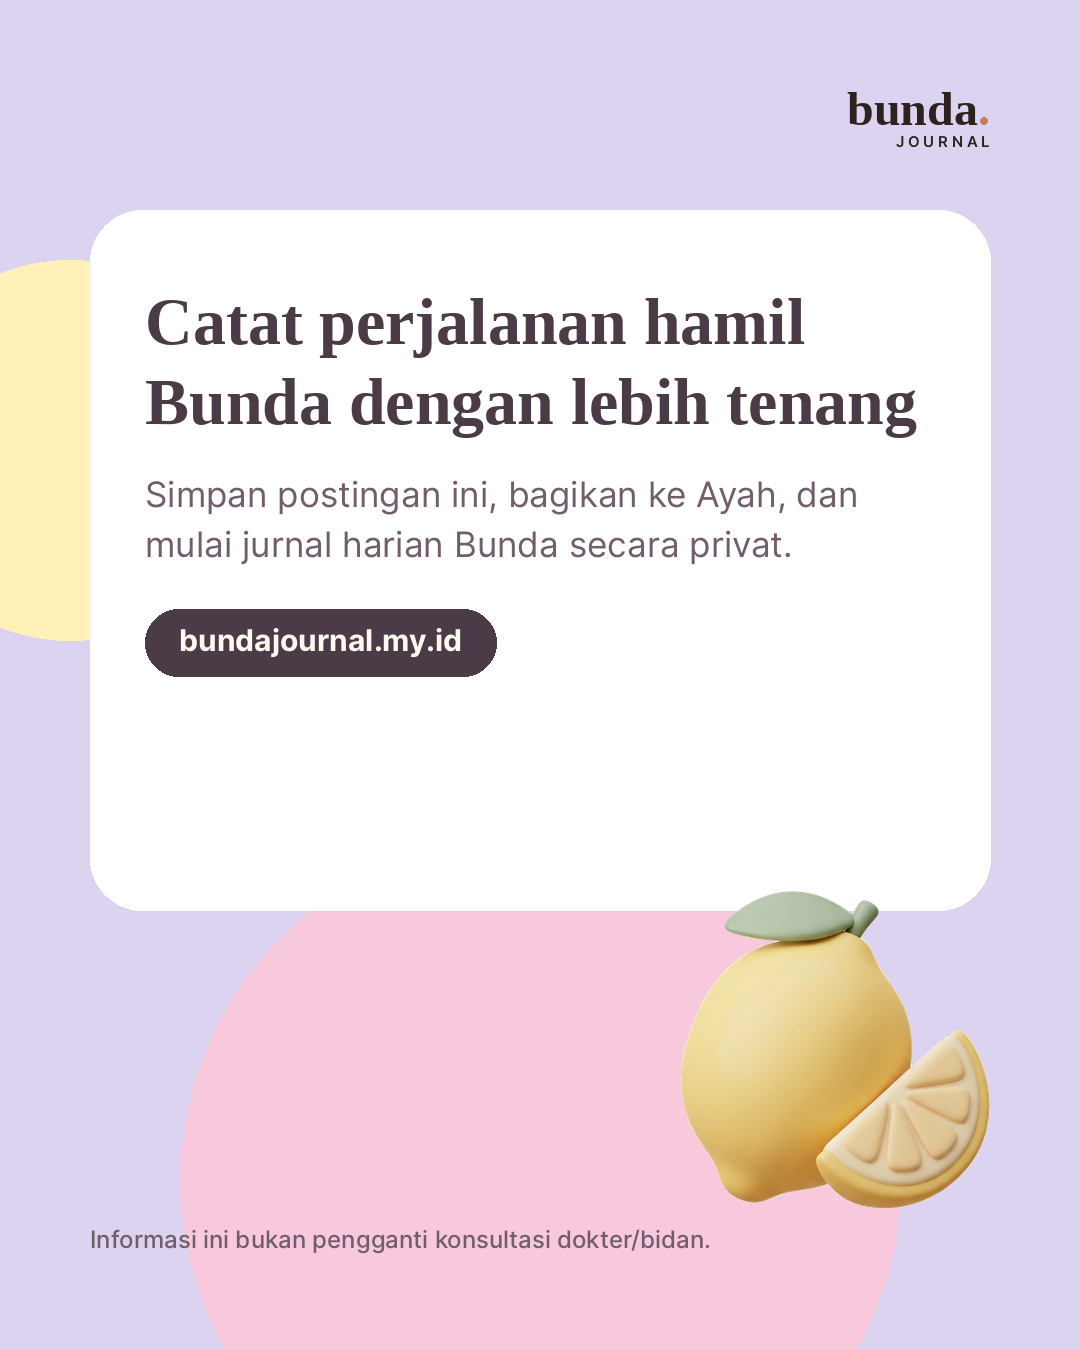 bunda.
JOURNAL
Catat perjalanan hamil
Bunda dengan lebih tenang
Simpan postingan ini, bagikan ke Ayah, dan
mulai jurnal harian Bunda secara privat.
bundajournal.my.id
Informasi ini bukan pengganti konsultasi dokter/bidan.